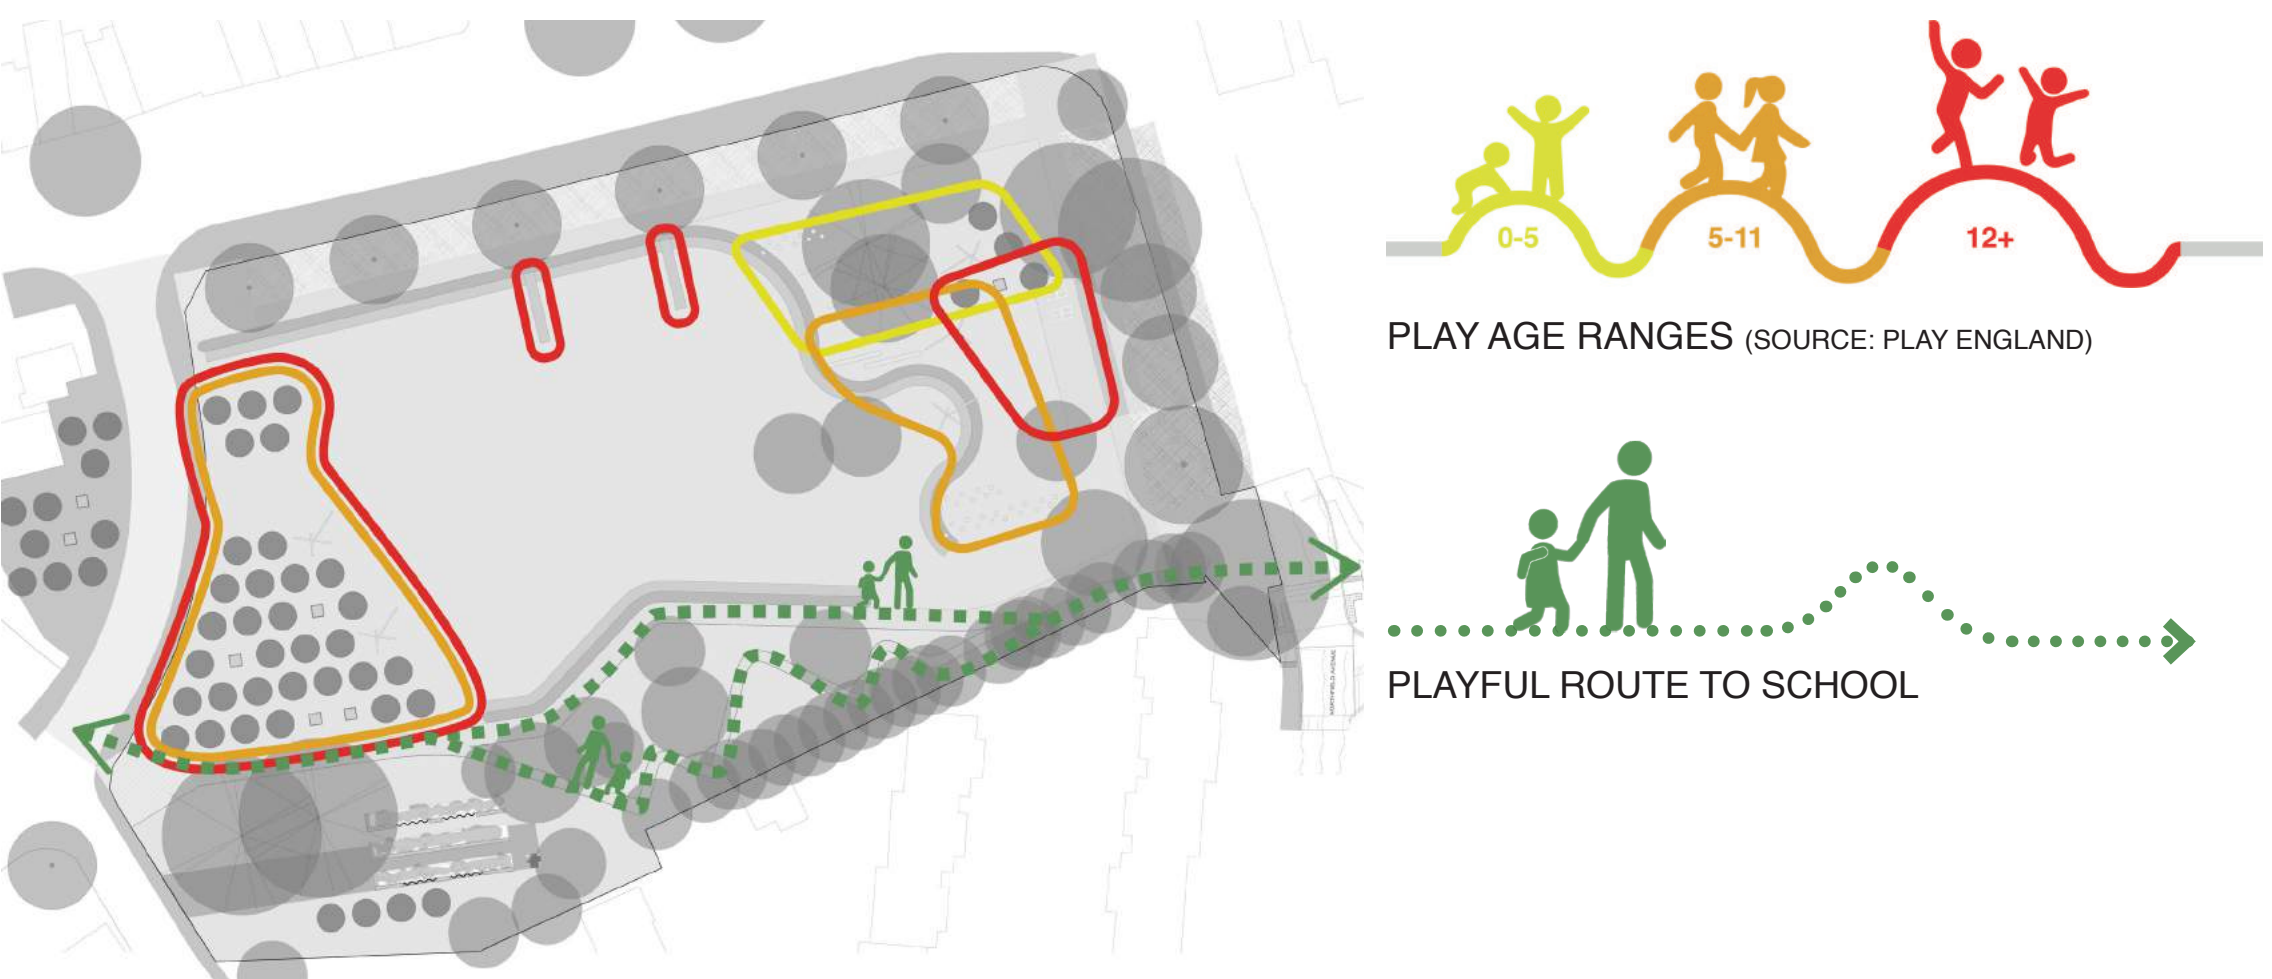 0-5
5-11
12+
PLAY AGE RANGES (SOURCE: PLAY ENGLAND)
PLAYFUL ROUTE TO SCHOOL